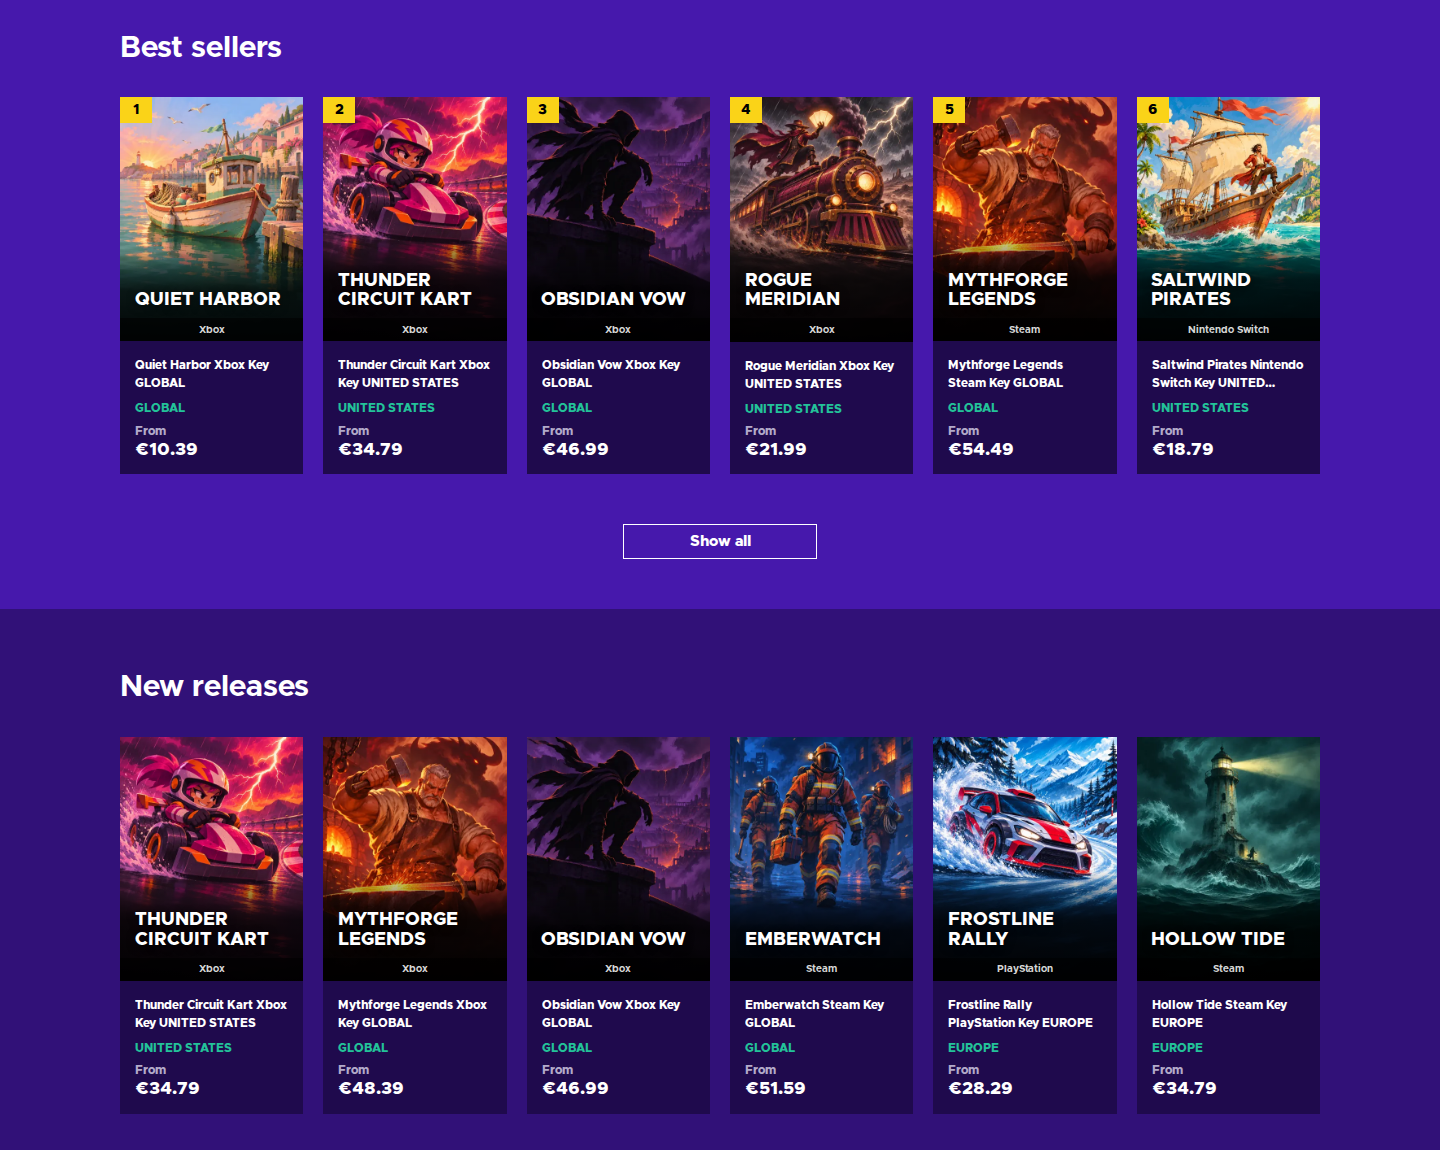 Best sellers
1
QUIET HARBOR
Xbox
Quiet Harbor Xbox Key
GLOBAL
GLOBAL
From
€10.39
2
THUNDER
CIRCUIT KART
Xbox
Thunder Circuit Kart Xbox
Key UNITED STATES
UNITED STATES
From
€34.79
3
OBSIDIAN VOW
Xbox
Obsidian Vow Xbox Key
GLOBAL
GLOBAL
From
€46.99
4
ROGUE
MERIDIAN
Xbox
Rogue Meridian Xbox Key
UNITED STATES
UNITED STATES
From
€21.99
5
MYTHFORGE
LEGENDS
Steam
Mythforge Legends
Steam Key GLOBAL
GLOBAL
From
€54.49
6
SALTWIND
PIRATES
Nintendo Switch
Saltwind Pirates Nintendo
Switch Key UNITED...
UNITED STATES
From
€18.79
Show all
New releases
THUNDER
CIRCUIT KART
Xbox
Thunder Circuit Kart Xbox
Key UNITED STATES
UNITED STATES
From
€34.79
MYTHFORGE
LEGENDS
Xbox
Mythforge Legends Xbox
Key GLOBAL
GLOBAL
From
€48.39
OBSIDIAN VOW
Xbox
Obsidian Vow Xbox Key
GLOBAL
GLOBAL
From
€46.99
EMBERWATCH
Steam
Emberwatch Steam Key
GLOBAL
GLOBAL
From
€51.59
FROSTLINE
RALLY
PlayStation
Frostline Rally
PlayStation Key EUROPE
EUROPE
From
€28.29
HOLLOW TIDE
Steam
Hollow Tide Steam Key
EUROPE
EUROPE
From
€34.79